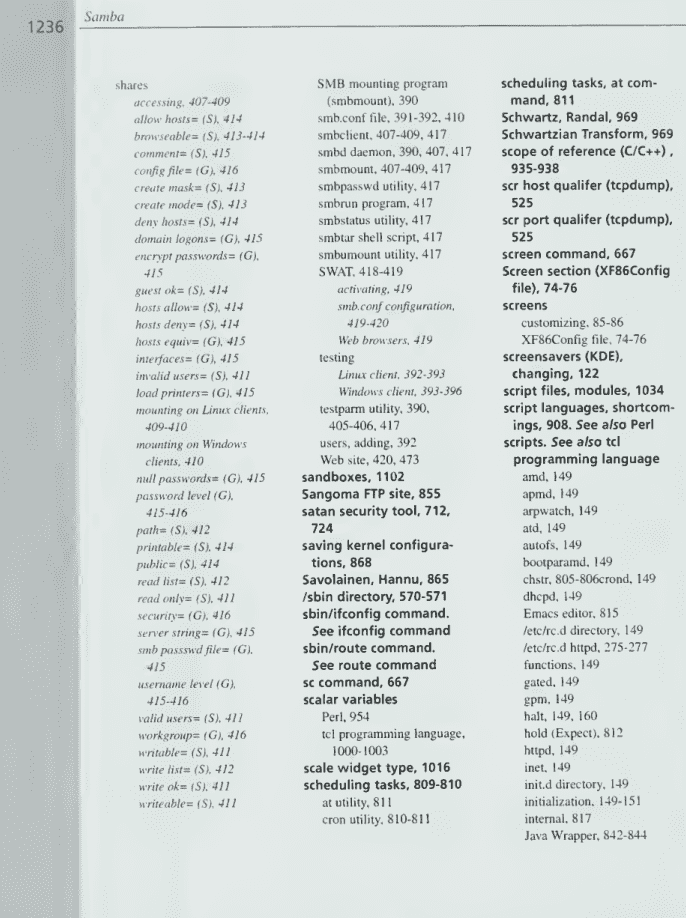 1236
Samba
shares
accessing, 407-409
allow hosts= (S), 414
browseable= (S), 413-414
comment= (S), 415
config file= (G), 416
create mask= (S), 413
create mode= (S), 413
deny hosts= (S), 414
domain logons= (G), 415
encrypt passwords= (G),
415
guest ok= (S), 414
hosts allow= (S), 414
hosts deny= (S), 414
hosts equiv= (G), 415
interfaces= (G), 415
invalid users= (S), 411
load printers= (G), 415
mounting on Linux clients,
409-410
mounting on Windows
clients, 410
null passwords= (G), 415
password level (G),
415-416
path= (S), 412
printable= (S), 414
public= (S), 414
read list= (S), 412
read only= (S), 411
security= (G), 416
server string= (G), 415
smb passswd file= (G),
415
username level (G),
415-416
valid users= (S), 411
workgroup= (G), 416
writable= (S), 411
write list= (S), 412
write ok= (S), 411
writeable= (S), 411
SMB mounting program
(smbmount), 390
smb.conf file, 391-392, 410
smbclient, 407-409, 417
smbd daemon, 390, 407, 417
smbmount, 407-409, 417
smbpasswd utility, 417
smbrun program, 417
smbstatus utility, 417
smbtar shell script, 417
smbumount utility, 417
SWAT, 418-419
activating, 419
smb.conf configuration,
419-420
Web browsers, 419
testing
Linux client, 392-393
Windows client, 393-396
testparm utility, 390,
405-406, 417
users, adding, 392
Web site, 420, 473
sandboxes, 1102
Sangoma FTP site, 855
satan security tool, 712,
724
saving kernel configura-
tions, 868
Savolainen, Hannu, 865
/sbin directory, 570-571
sbin/ifconfig command.
See ifconfig command
sbin/route command.
See route command
sc command, 667
scalar variables
Perl, 954
tcl programming language,
1000-1003
scale widget type, 1016
scheduling tasks, 809-810
at utility, 811
cron utility, 810-811
scheduling tasks, at com-
mand, 811
Schwartz, Randal, 969
Schwartzian Transform, 969
scope of reference (C/C++) ,
935-938
scr host qualifer (tcpdump),
525
scr port qualifer (tcpdump),
525
screen command, 667
Screen section (XF86Config
file), 74-76
screens
customizing, 85-86
XF86Config file, 74-76
screensavers (KDE),
changing, 122
script files, modules, 1034
script languages, shortcom-
ings, 908. See also Perl
scripts. See also tcl
programming language
amd, 149
apmd, 149
arpwatch, 149
atd, 149
autofs, 149
bootparamd, 149
chstr, 805-806crond, 149
dhcpd, 149
Emacs editor, 815
/etc/rc.d directory, 149
/etc/rc.d httpd, 275-277
functions, 149
gated, 149
gpm, 149
halt, 149, 160
hold (Expect), 812
httpd, 149
inet, 149
init.d directory, 149
initialization, 149-151
internal, 817
Java Wrapper, 842-844